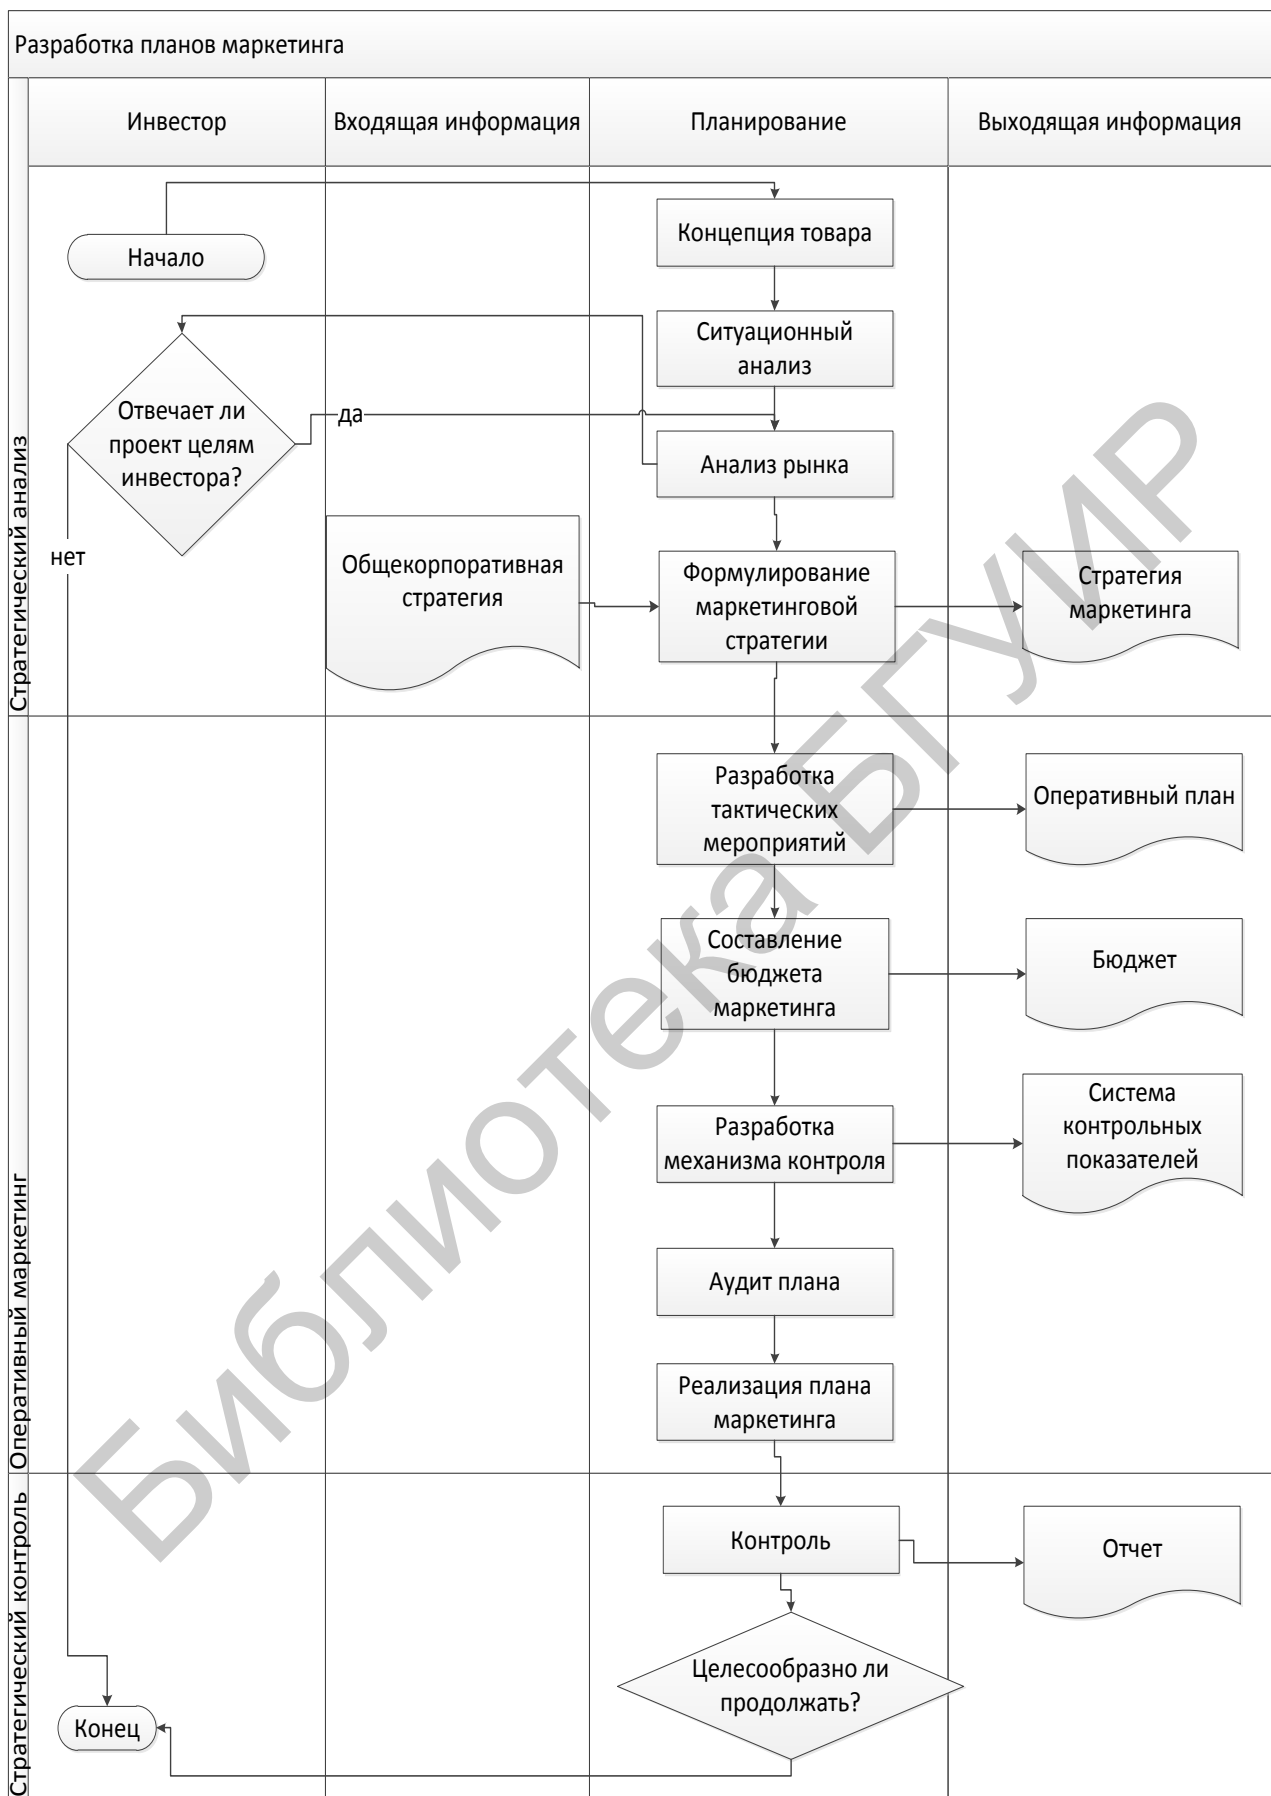 Разработка планов маркетинга
Инвестор
Входящая информация
Планирование
Выходящая информация
Стратегический анализ
Начало
Концепция товара
Ситуационный
анализ
Отвечает ли
проект целям
инвестора?
да
нет
Анализ рынка
Общекорпоративная
стратегия
Формулирование
маркетинговой
стратегии
Стратегия
маркетинга
Оперативный маркетинг
Разработка
тактических
мероприятий
Оперативный план
Составление
бюджета
маркетинга
Бюджет
Разработка
механизма контроля
Система
контрольных
показателей
Аудит плана
Реализация плана
маркетинга
Стратегический контроль
Контроль
Отчет
Целесообразно ли
продолжать?
Конец
Библиотека БГУИР